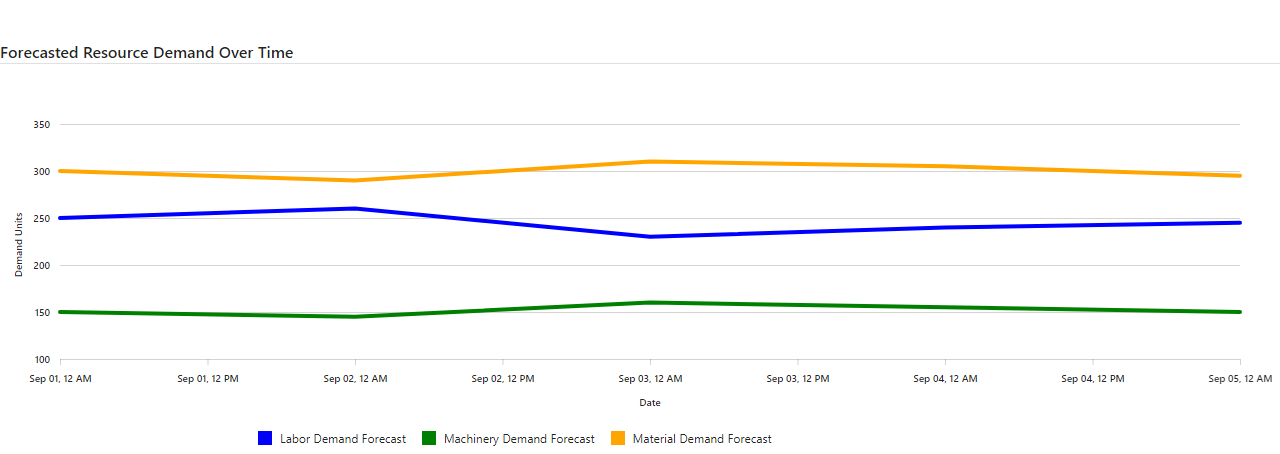 Forecasted Resource Demand Over Time
350
300
250
200
150
100
Demand Units
Sep 01, 12 AM Sep 01, 12 PM Sep 02, 12 AM Sep 02, 12 PM Sep 03, 12 AM Sep 03, 12 PM Sep 04, 12 AM Sep 04, 12 PM Sep 05, 12 AM
Date
Labor Demand Forecast Machinery Demand Forecast Material Demand Forecast